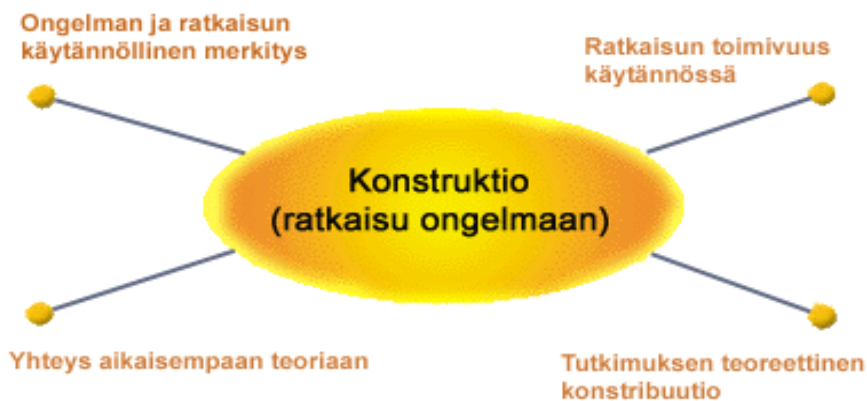 Ongelman ja ratkaisun
käytännöllinen merkitys
Ratkaisun toimivuus
käytännössä
Konstruktio
(ratkaisu ongelmaan)
Yhteys aikaisempaan teoriaan
Tutkimuksen teoreettinen
konstribuutio